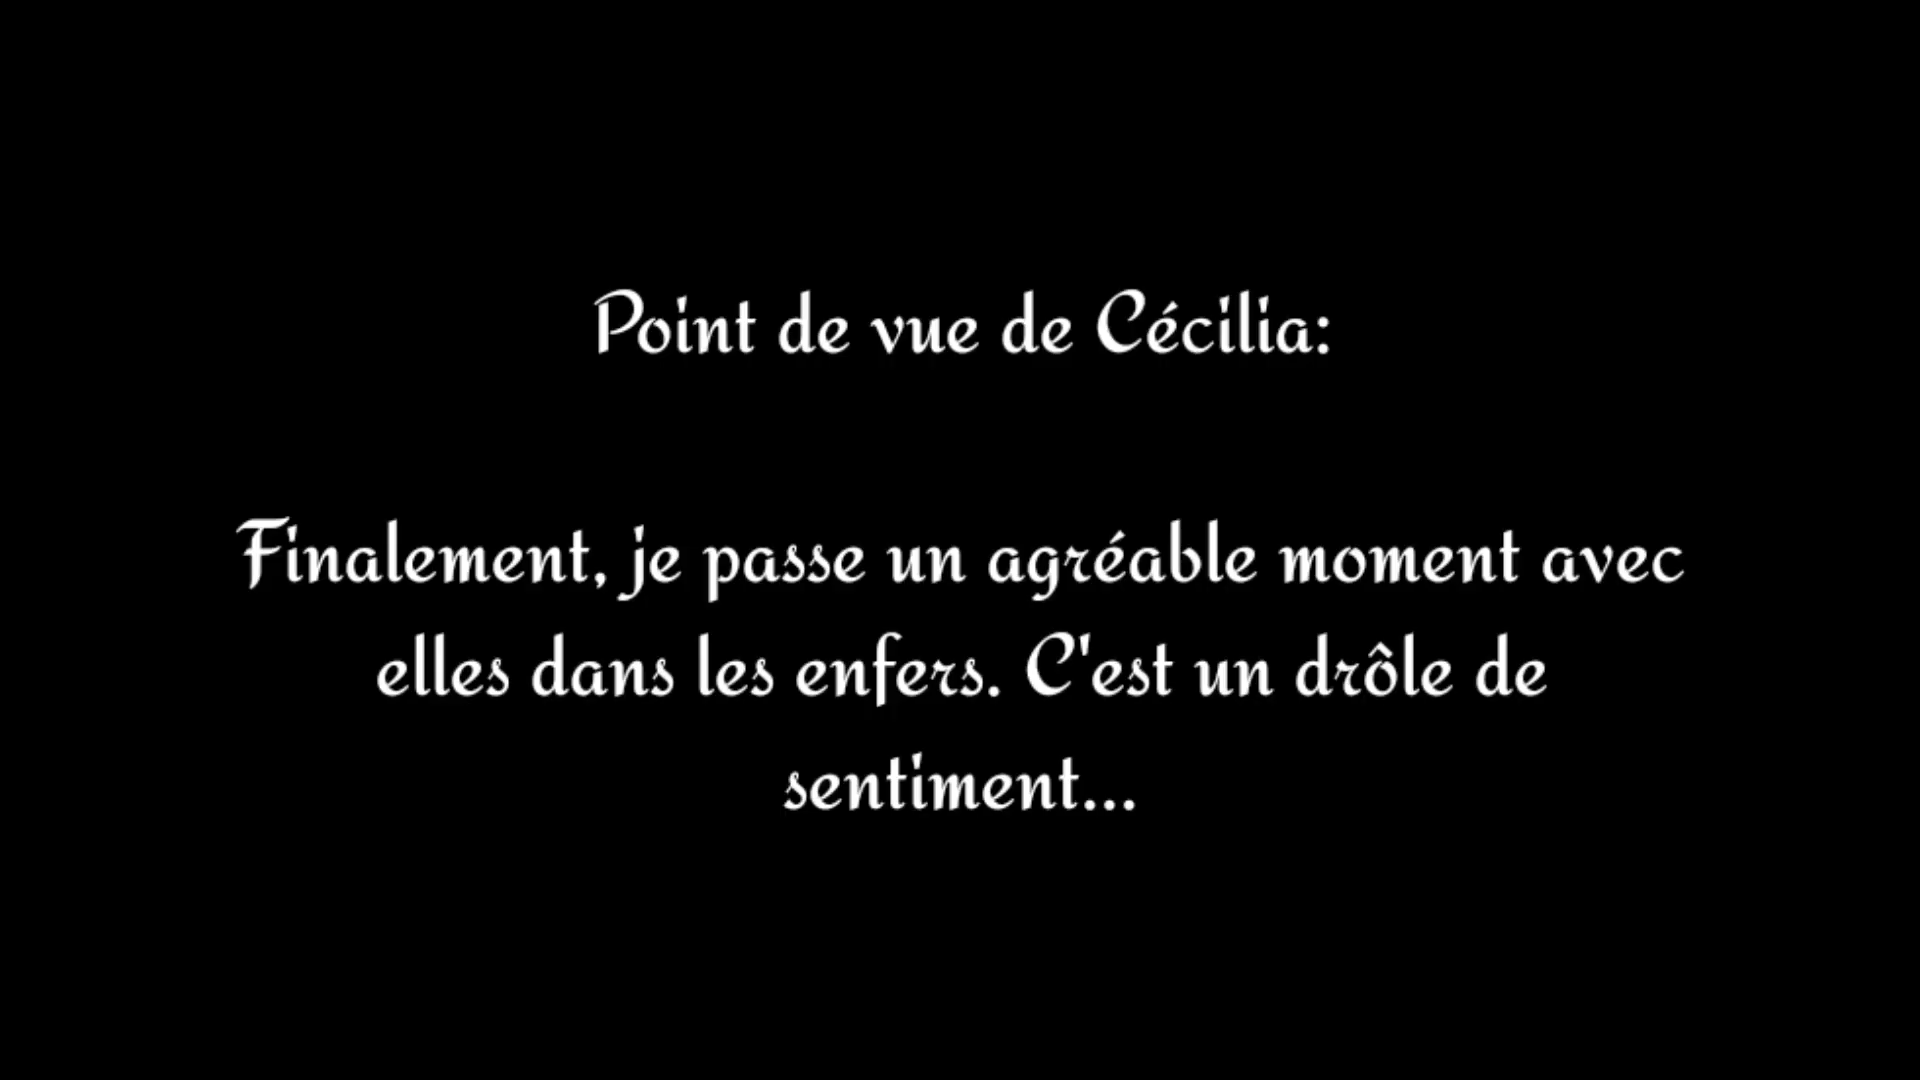 Point de vue de Cécilia:
Finalement, je passe un agréable moment avec
elles dans les enfers. C'est un drôle de
sentiment...